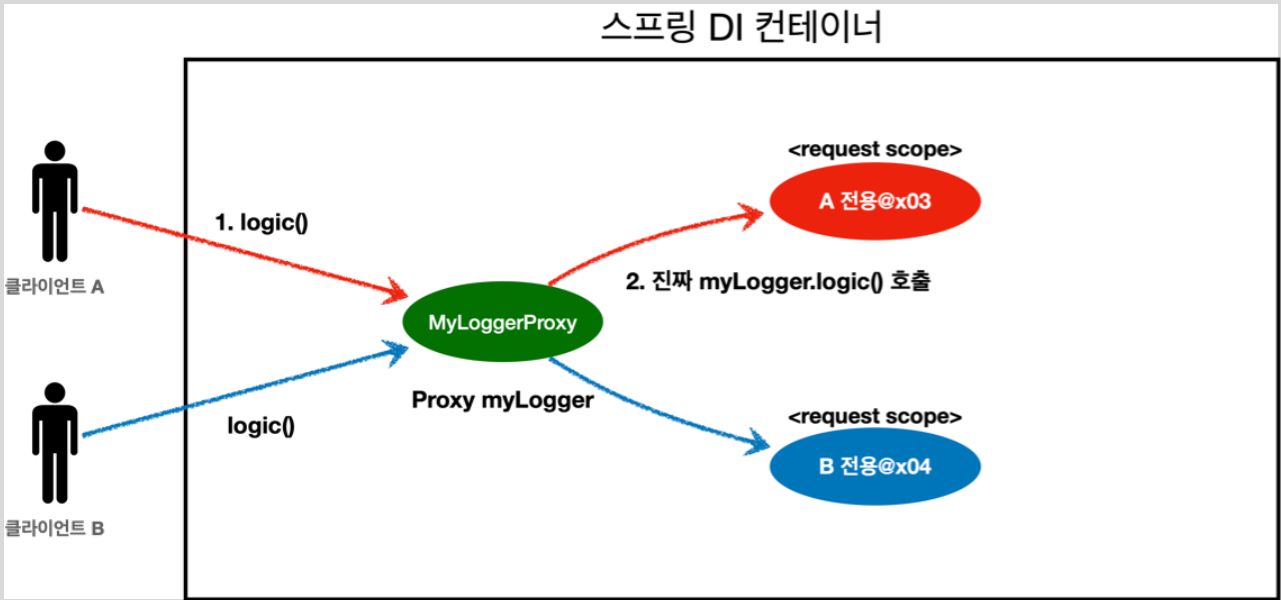 스프링 DI 컨테이너
<request scope>
A 전용@x03
1. logic()
클라이언트 A
2. 진짜 myLogger.logic() 호출
MyLoggerProxy
Proxy myLogger
logic()
<request scope>
B 전용@x04
클라이언트 B